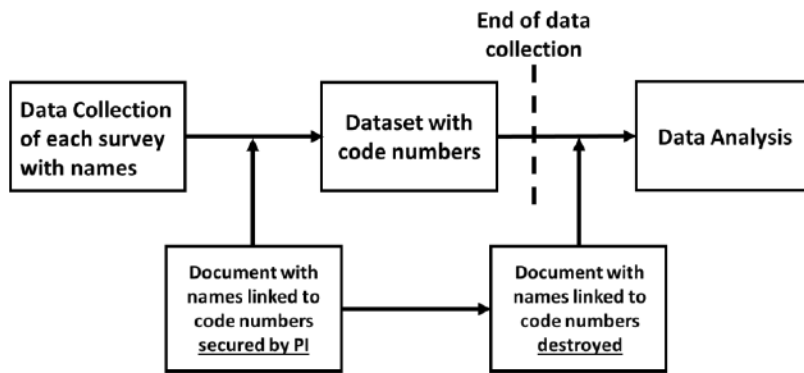 End of data
collection
Data Collection
of each survey
with names
Dataset with
code numbers
Data Analysis
Document with
names linked to
code numbers
secured by PI
Document with
names linked to
code numbers
destroyed